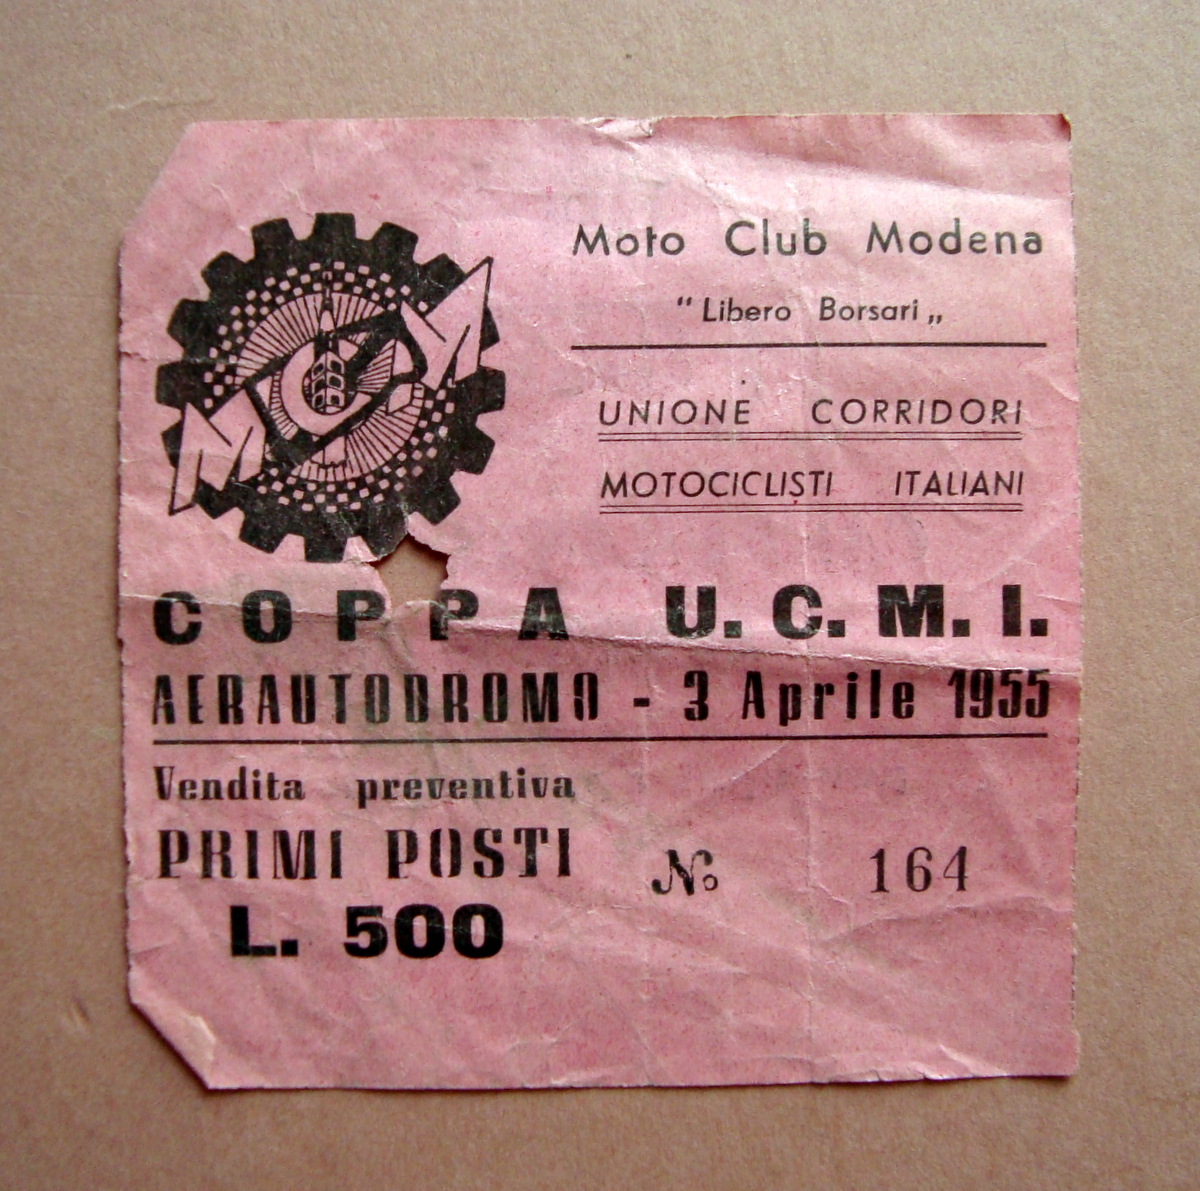 Moto Club Modena
"Libero Borsari„
UNIONE CORRIDORI
MOTOCICLISTI ITALIANI
MCM
COPPA U.C.M.I.
AERAUTODROMO - 3 Aprile 1955
Vendita preventiva
PRIMI POSTI
L. 500
No 164